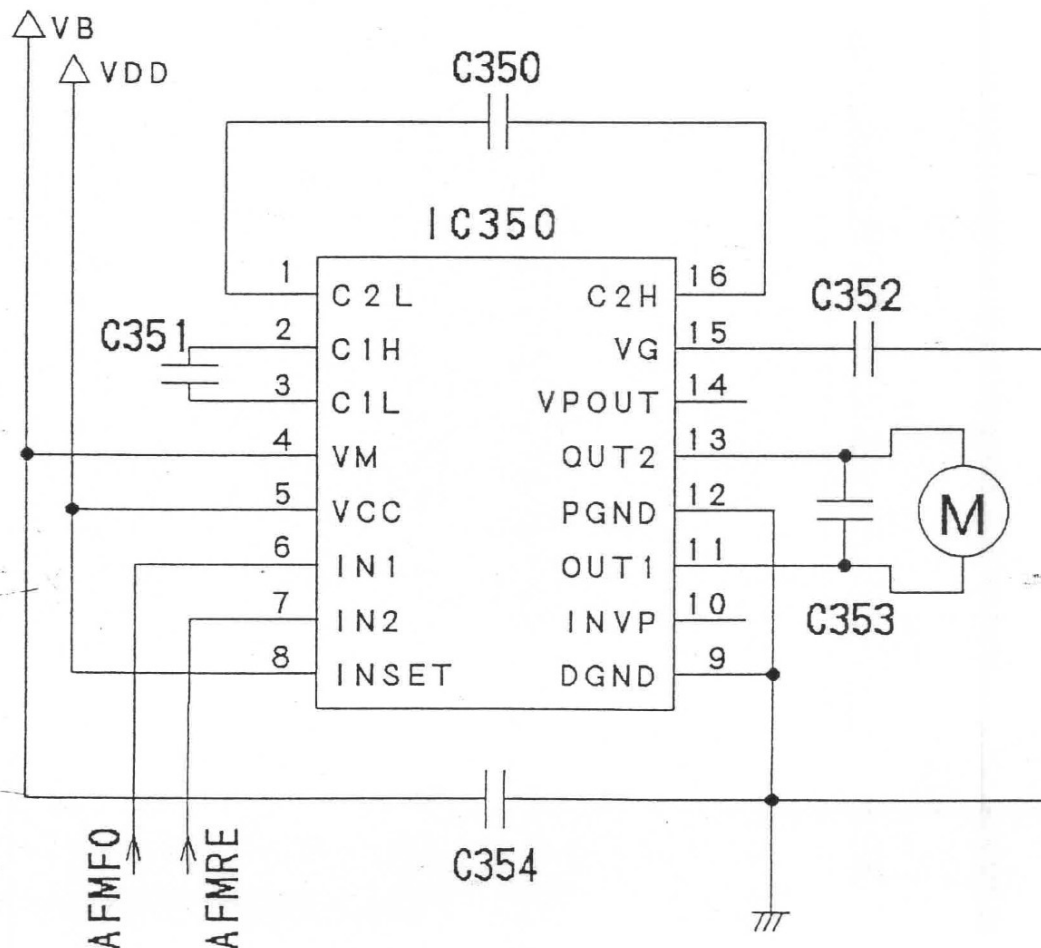 VB
VDD
C350
IC350
1 C2L C2H 16
2 C1H VG 15
3 C1L VPOUT 14
4 VM QUT2 13
5 VCC PGND 12
6 IN1 OUT1 11
7 IN2 INVP 10
8 INSET DGND 9
C351
C352
M
C353
C354
AFMFO
AFMRE